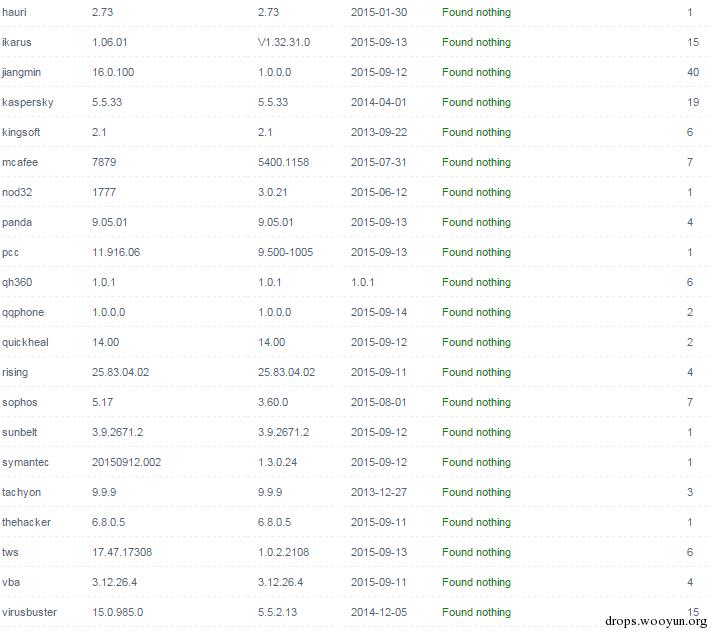 hauri 2.73 2.73 2015-01-30 Found nothing 1
ikarus 1.06.01 V1.32.31.0 2015-09-13 Found nothing 15
jiangmin 16.0.100 1.0.0.0 2015-09-12 Found nothing 40
kaspersky 5.5.33 5.5.33 2014-04-01 Found nothing 19
kingsoft 2.1 2.1 2013-09-22 Found nothing 6
mcafee 7879 5400.1158 2015-07-31 Found nothing 7
nod32 1777 3.0.21 2015-06-12 Found nothing 1
panda 9.05.01 9.05.01 2015-09-13 Found nothing 4
pcc 11.916.06 9.500-1005 2015-09-13 Found nothing 1
qh360 1.0.1 1.0.1 1.0.1 Found nothing 6
qqphone 1.0.0.0 1.0.0.0 2015-09-14 Found nothing 2
quickheal 14.00 14.00 2015-09-12 Found nothing 2
rising 25.83.04.02 25.83.04.02 2015-09-11 Found nothing 4
sophos 5.17 3.60.0 2015-08-01 Found nothing 7
sunbelt 3.9.2671.2 3.9.2671.2 2015-09-12 Found nothing 1
symantec 20150912.002 1.3.0.24 2015-09-12 Found nothing 1
tachyon 9.9.9 9.9.9 2013-12-27 Found nothing 3
thehacker 6.8.0.5 6.8.0.5 2015-09-11 Found nothing 1
tws 17.47.17308 1.0.2.2108 2015-09-13 Found nothing 6
vba 3.12.26.4 3.12.26.4 2015-09-11 Found nothing 4
virusbuster 15.0.985.0 5.5.2.13 2014-12-05 Found nothing 15
drops.wooyun.org